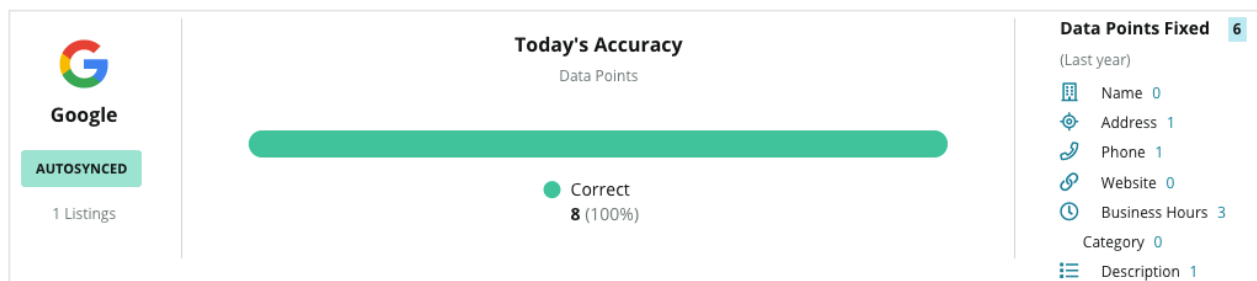 Google
AUTOSYNCED
1 Listings
Today's Accuracy
Data Points
Correct
8 (100%)
Data Points Fixed 6
(Last year)
Name 0
Address 1
Phone 1
Website 0
Business Hours 3
Category 0
Description 1